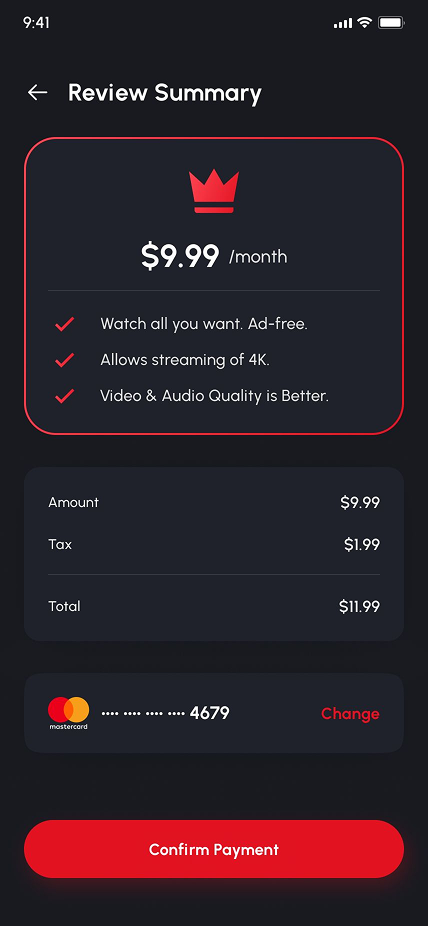 9:41
Review Summary
$9.99 /month
Watch all you want. Ad-free.
Allows streaming of 4K.
Video & Audio Quality is Better.
Amount $9.99
Tax $1.99
Total $11.99
mastercard
•••• •••• •••• •••• 4679
Change
Confirm Payment